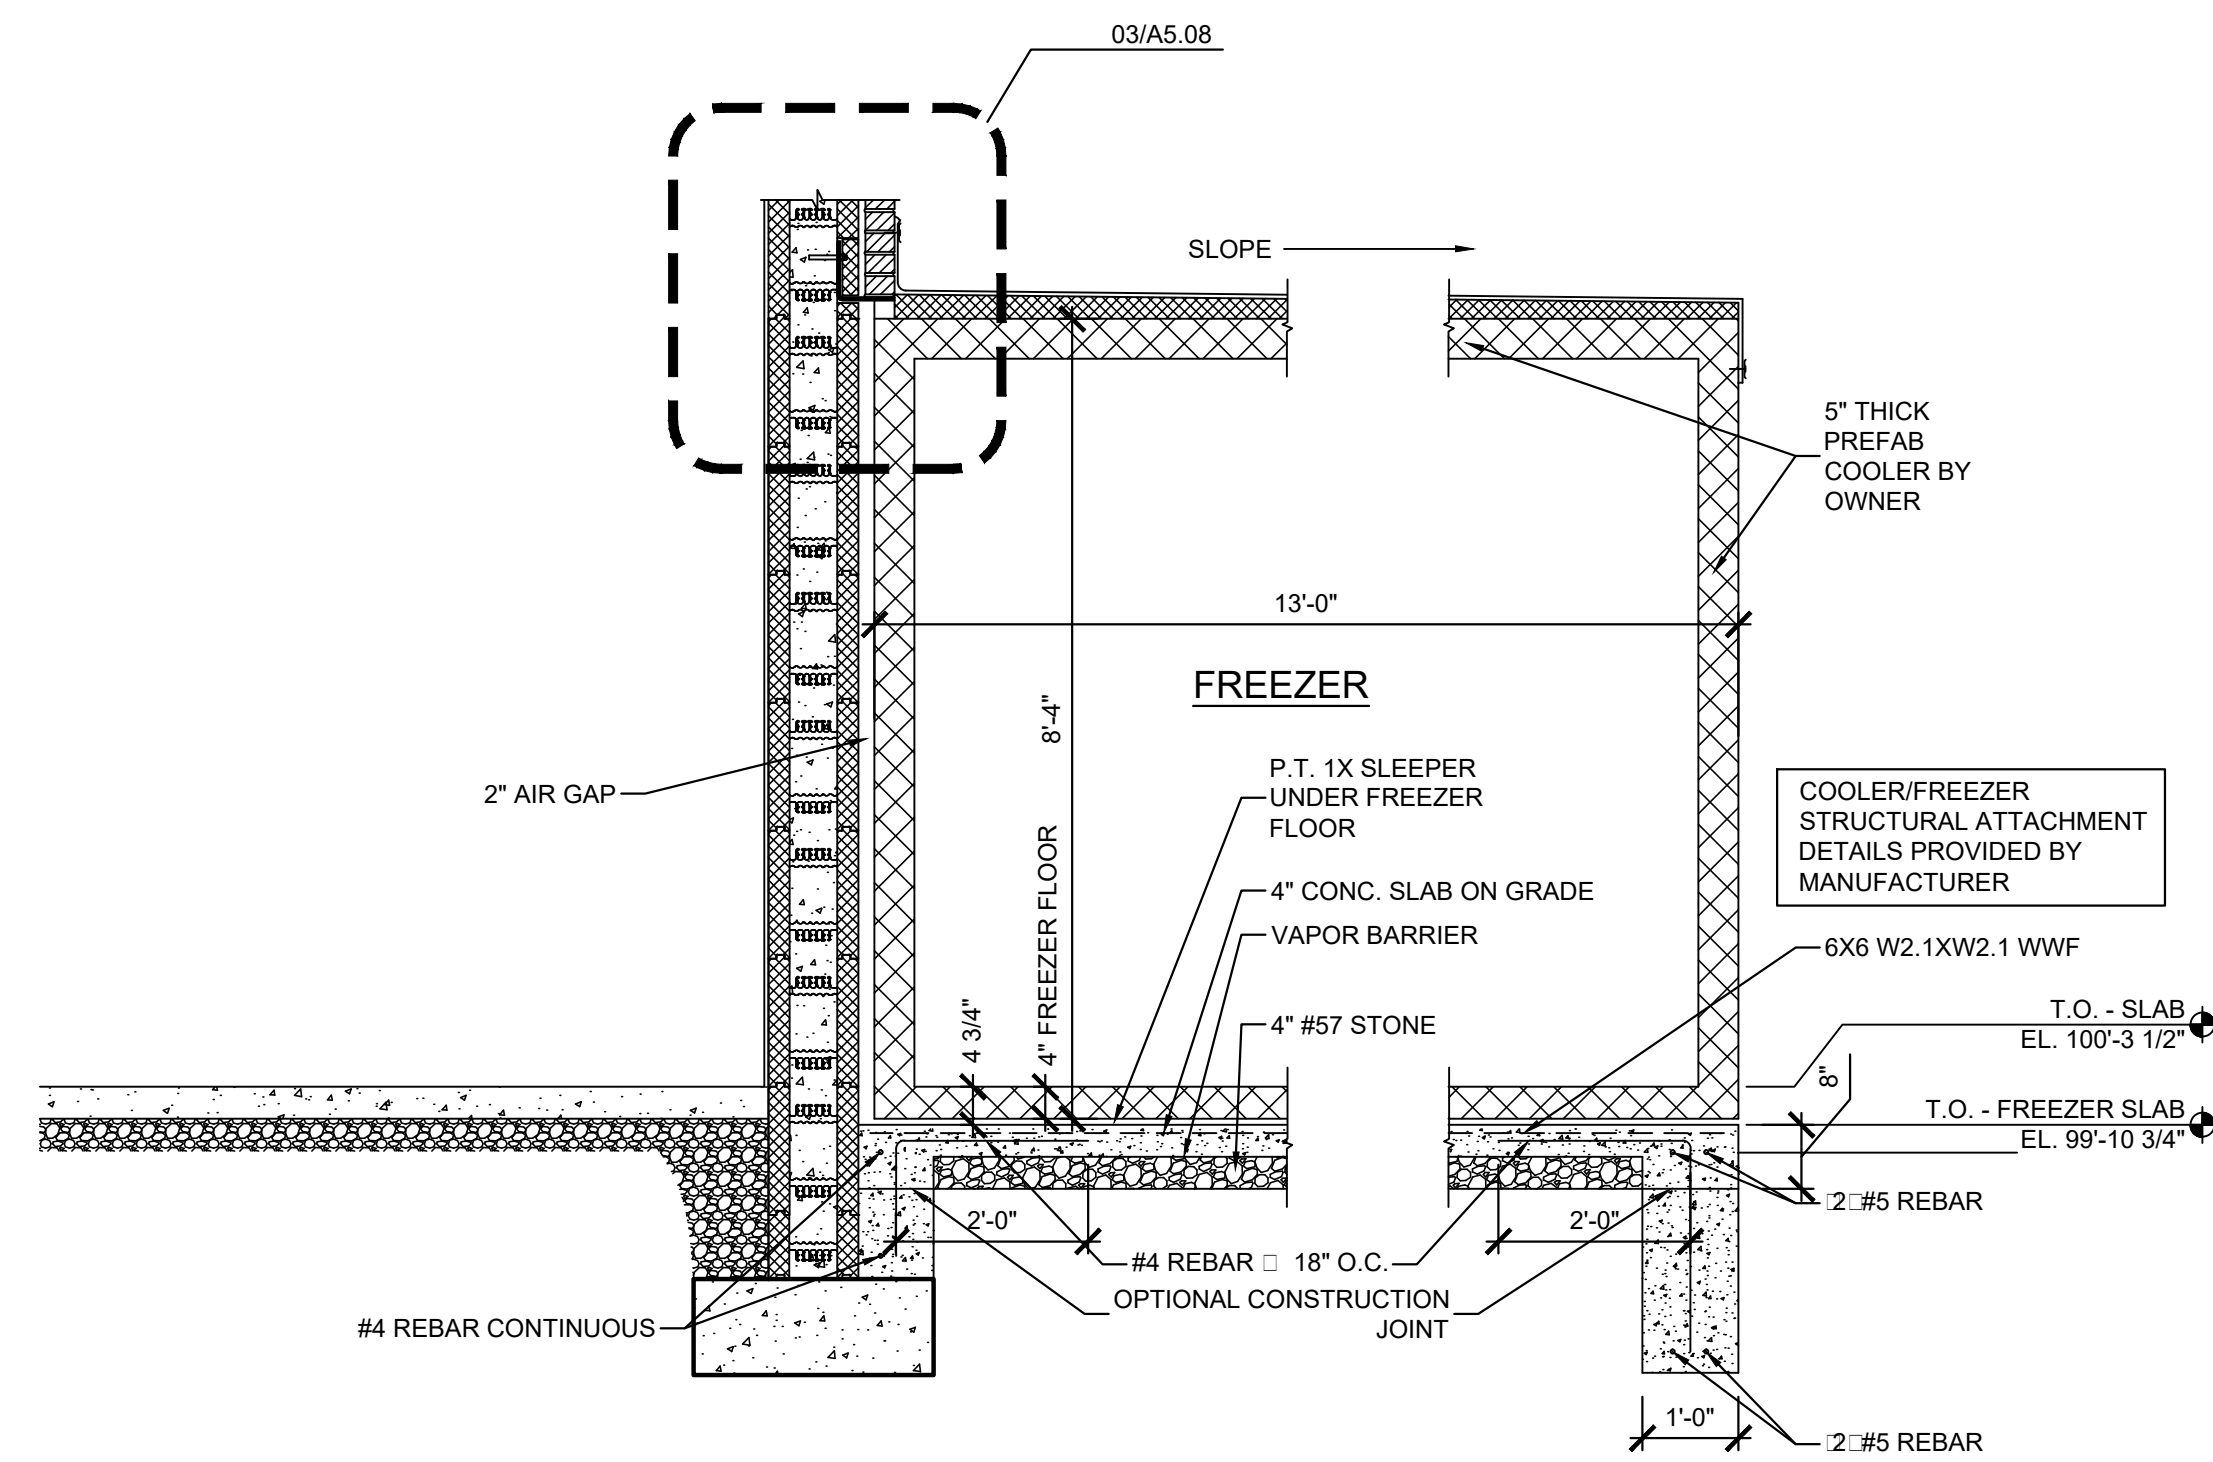 03/A5.08
SLOPE
5" THICK
PREFAB
COOLER BY
OWNER
13'-0"
FREEZER
8'-4"
2" AIR GAP
P.T. 1X SLEEPER
UNDER FREEZER
FLOOR
COOLER/FREEZER
STRUCTURAL ATTACHMENT
DETAILS PROVIDED BY
MANUFACTURER
4" FREEZER FLOOR
4" CONC. SLAB ON GRADE
VAPOR BARRIER
6X6 W2.1XW2.1 WWF
4 3/4"
4" #57 STONE
T.O. - SLAB
EL. 100'-3 1/2"
8"
T.O. - FREEZER SLAB
EL. 99'-10 3/4"
□2□#5 REBAR
2'-0"
2'-0"
#4 REBAR □ 18" O.C.
OPTIONAL CONSTRUCTION
JOINT
#4 REBAR CONTINUOUS
1'-0"
□2□#5 REBAR